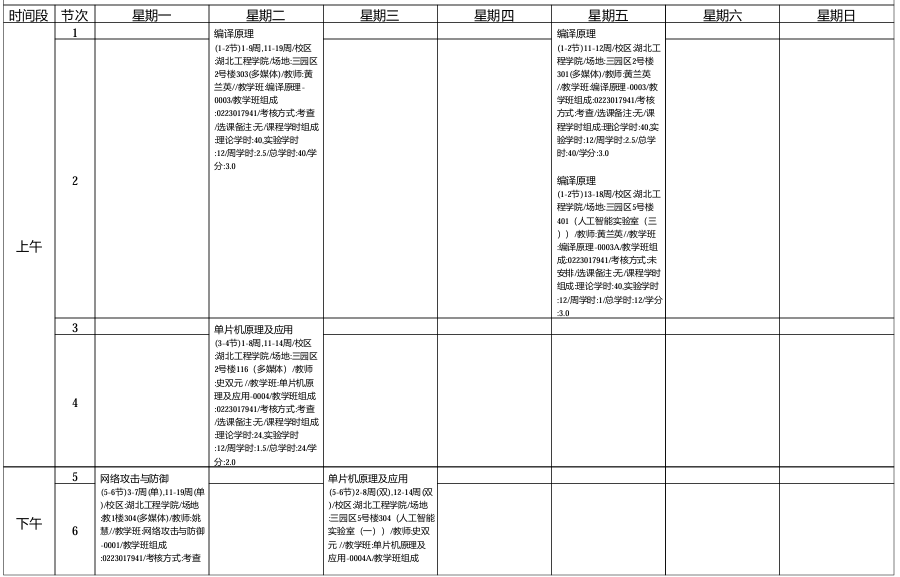 时间段 节次 星期一 星期二 星期三 星期四 星期五 星期六 星期日
上午
1
2
编译原理
(1-2节)1-9周,11-19周/校区
:湖北工程学院/场地:三园区
2号楼303(多媒体)/教师:黄
兰英//教学班:编译原理-
0003/教学班组成
:0223017941/考核方式:考查
/选课备注:无/课程学时组成
:理论学时:40,实验学时
:12/周学时:2.5/总学时:40/学
分:3.0
编译原理
(1-2节)11-12周/校区:湖北工
程学院/场地:三园区2号楼
301(多媒体)/教师:黄兰英
//教学班:编译原理-0003/教
学班组成:0223017941/考核
方式:考查/选课备注:无/课
程学时组成:理论学时:40,实
验学时:12/周学时:2.5/总学
时:40/学分:3.0
编译原理
(1-2节)13-18周/校区:湖北工
程学院/场地:三园区5号楼
401（人工智能实验室（三
））/教师:黄兰英//教学班
:编译原理-0003A/教学班组
成:0223017941/考核方式:未
安排/选课备注:无/课程学时
组成:理论学时:40,实验学时
:12/周学时:1/总学时:12/学分
:3.0
3
4
单片机原理及应用
(3-4节)1-8周,11-14周/校区
:湖北工程学院/场地:三园区
2号楼116（多媒体）/教师
:史双元 //教学班:单片机原
理及应用-0004/教学班组成
:0223017941/考核方式:考查
/选课备注:无/课程学时组成
:理论学时:24,实验学时
:12/周学时:1.5/总学时:24/学
分:2.0
下午
5
6
网络攻击与防御
(5-6节)3-7周(单),11-19周(单
)/校区:湖北工程学院/场地
:教1楼304(多媒体)/教师:姚
慧//教学班:网络攻击与防御
-0001/教学班组成
:0223017941/考核方式:考查
单片机原理及应用
(5-6节)2-8周(双),12-14周(双
)/校区:湖北工程学院/场地
:三园区5号楼304（人工智能
实验室（一））/教师:史双
元 //教学班:单片机原理及
应用-0004A/教学班组成